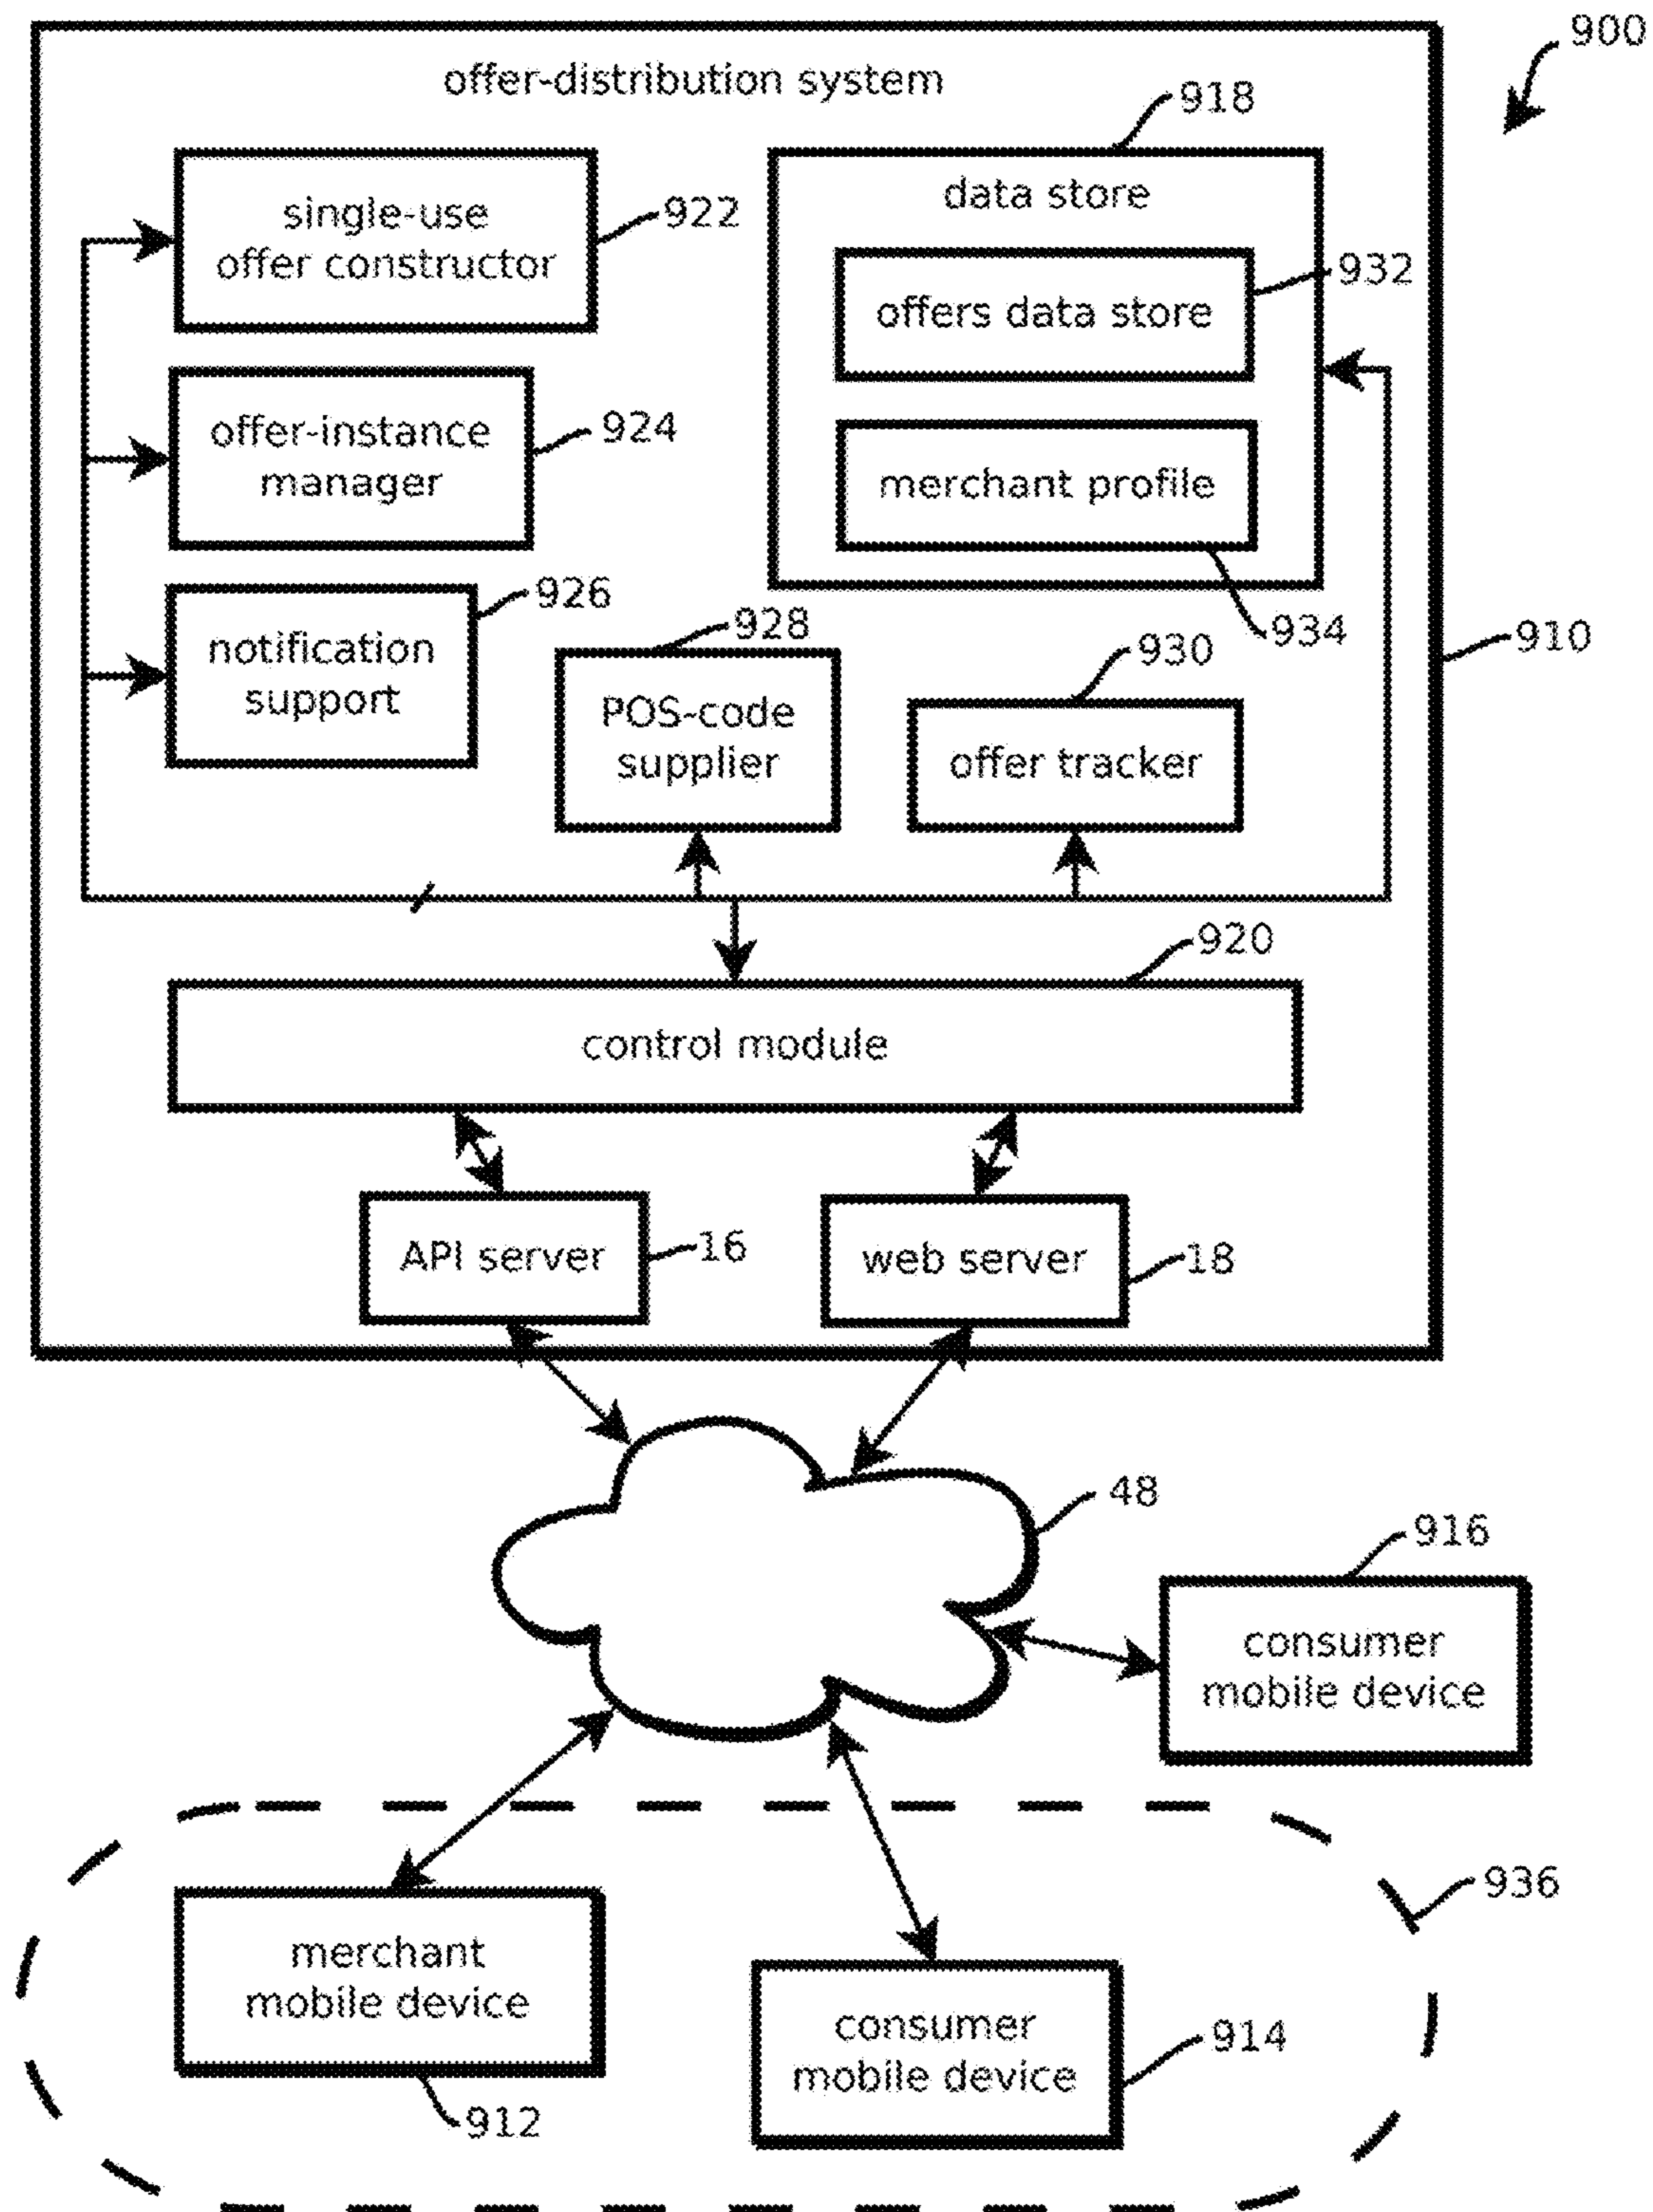 900
offer-distribution system
918
data store
single-use
offer constructor
922
932
offers data store
offer-instance
manager
924
merchant profile
926
notification
support
928
934
930
910
POS-code
supplier
offer tracker
920
control module
API server
16
web server
18
48
916
consumer
mobile device
936
merchant
mobile device
consumer
mobile device
914
912